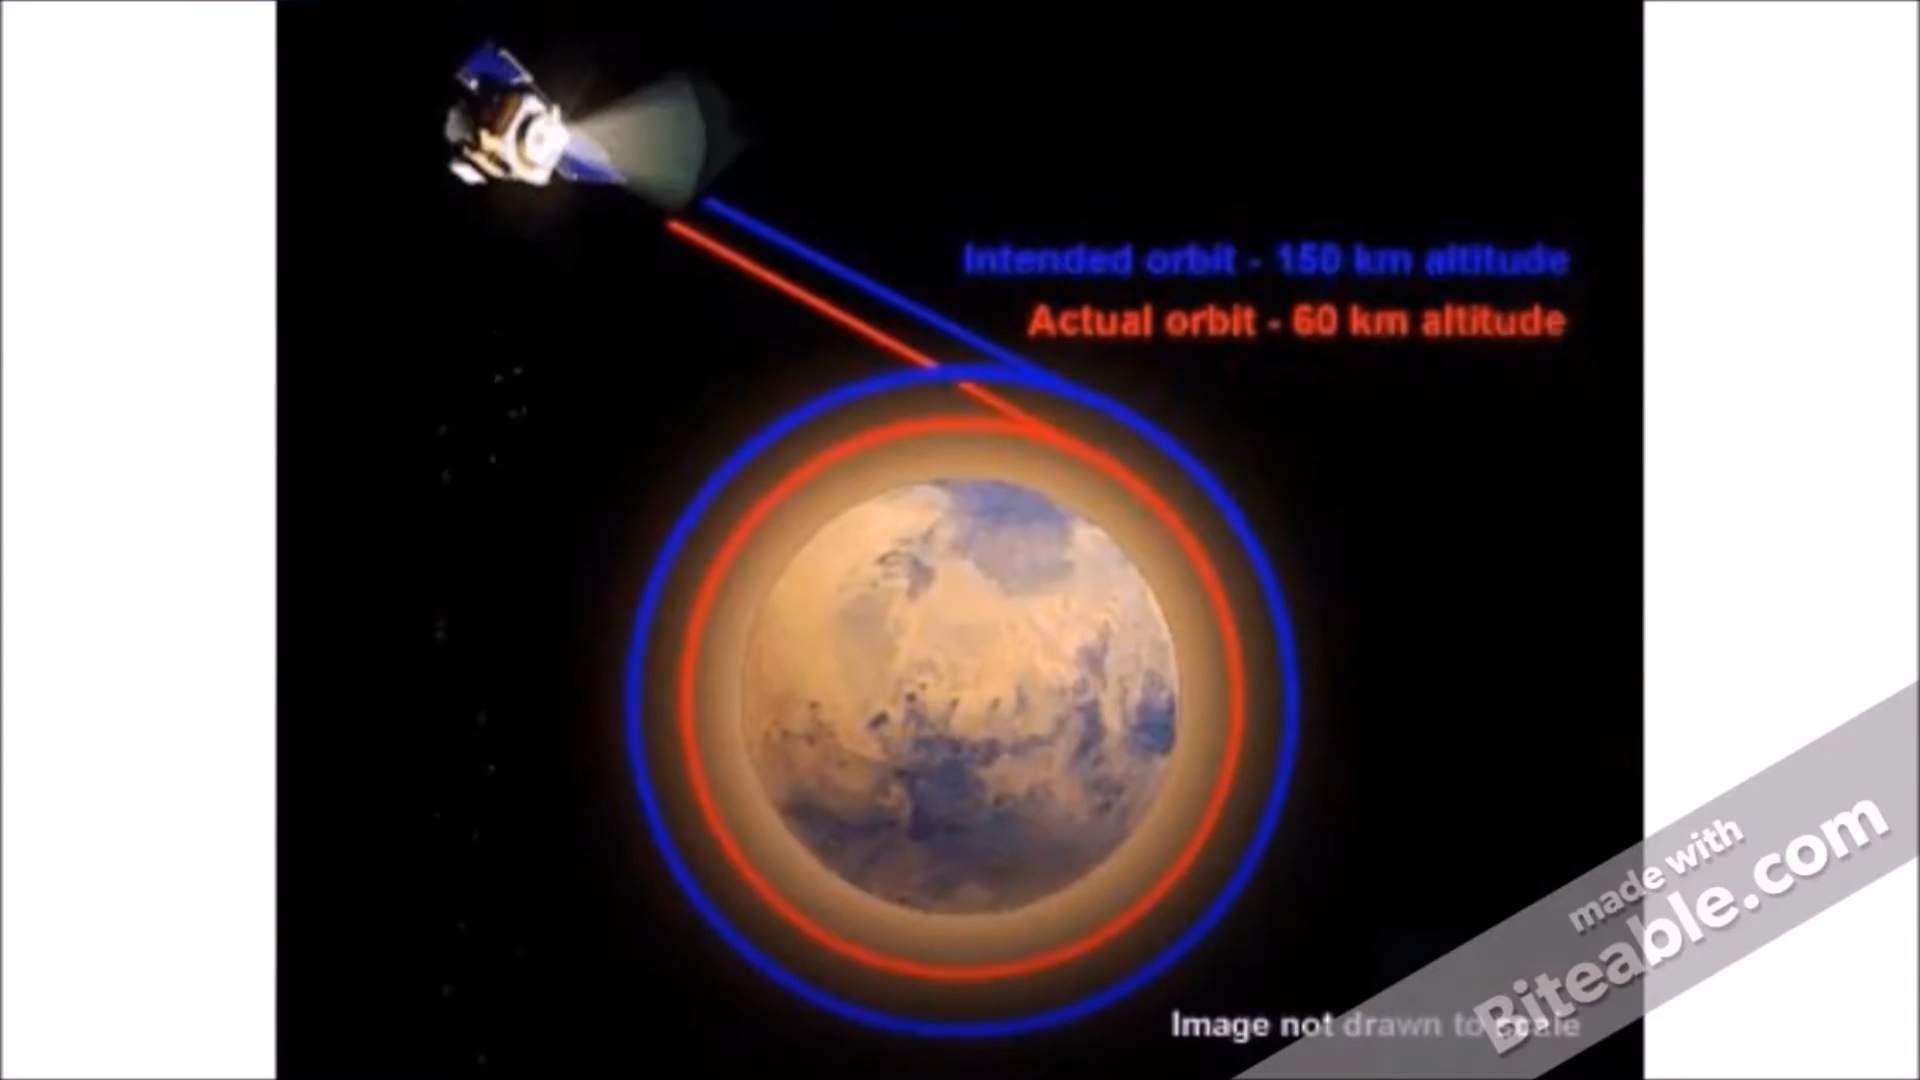 Intended orbit - 150 km altitude
Actual orbit - 60 km altitude
made with
Biteable.com
Image not drawn to scale